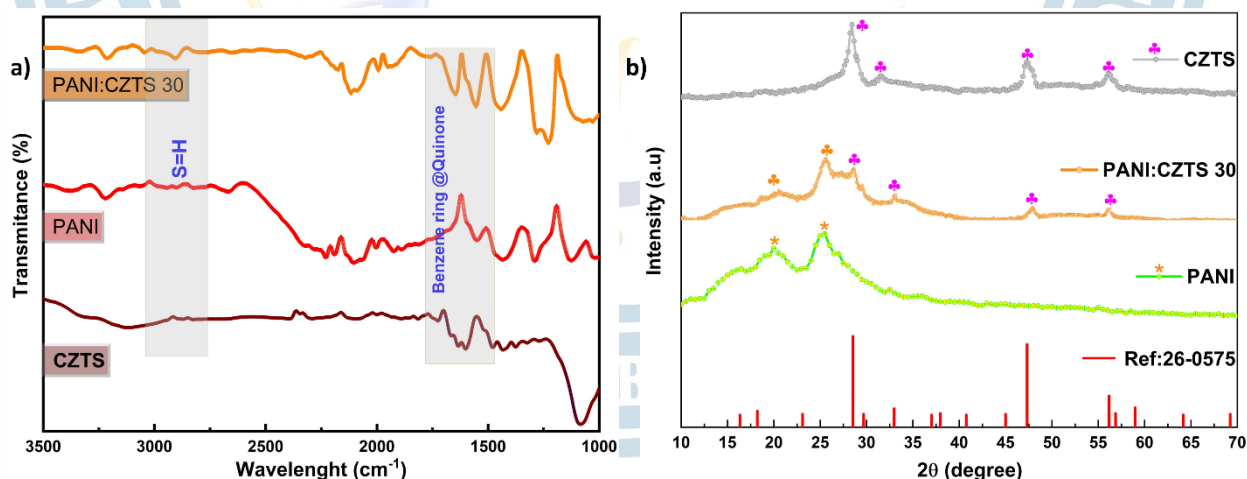 a)
PANI:CZTS 30
PANI
CZTS
S=H
Benzene ring @Quinone
Transmitance (%)
3500 3000 2500 2000 1500 1000
Wavelenght (cm-1)
b)
CZTS
PANI:CZTS 30
PANI
Ref:26-0575
Intensity (a.u)
10 15 20 25 30 35 40 45 50 55 60 65 70
2θ (degree)